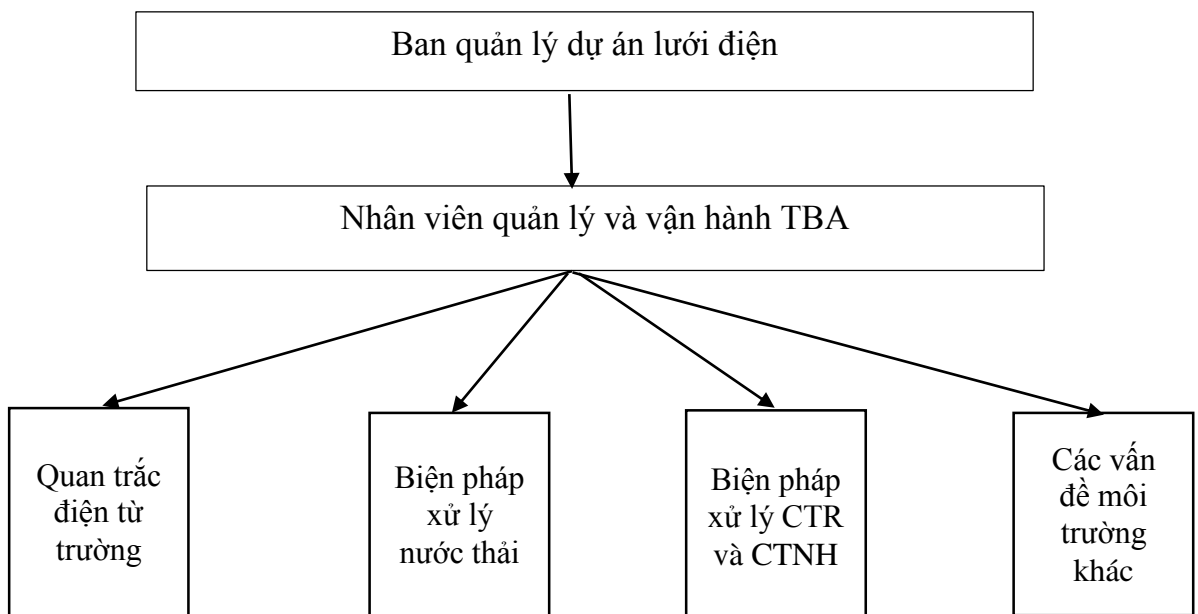 Ban quản lý dự án lưới điện
Nhân viên quản lý và vận hành TBA
Quan trắc
điện từ
trường
Biện pháp
xử lý
nước thải
Biện pháp
xử lý CTR
và CTNH
Các vấn
đề môi
trường
khác